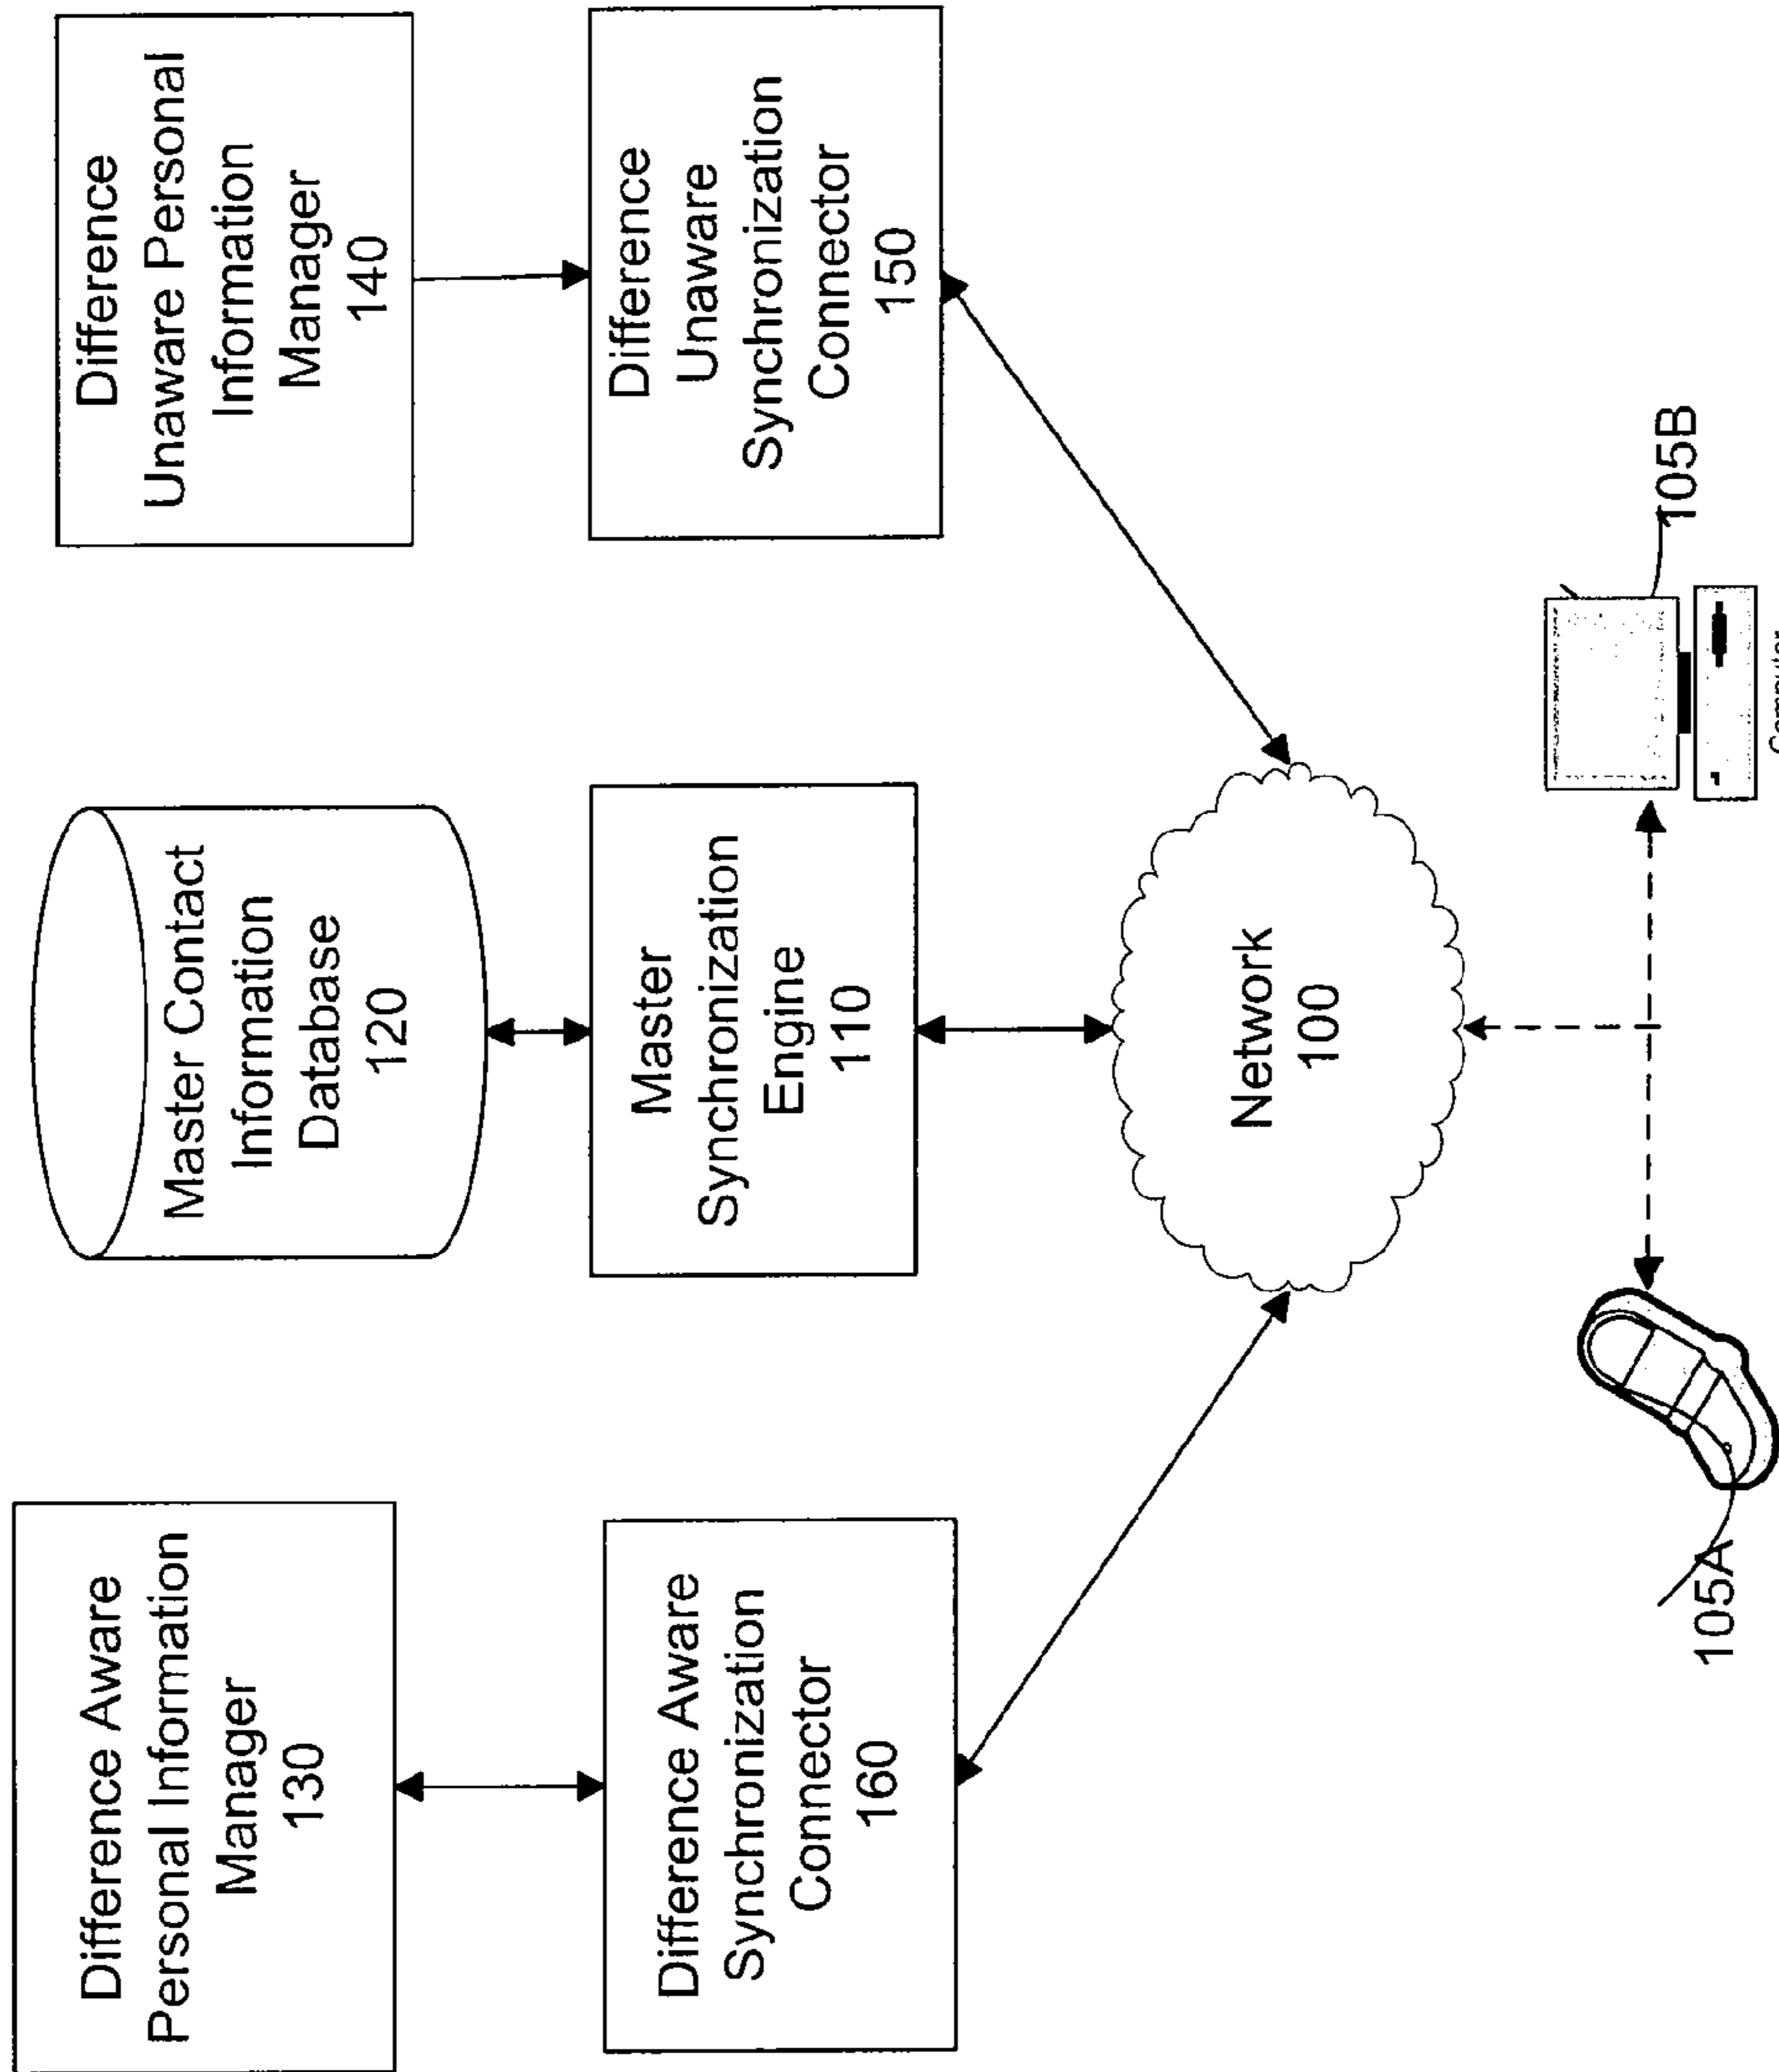 Difference Aware
Personal Information
Manager
130
Master Contact
Information
Database
120
Difference
Unaware Personal
Information
Manager
140
Difference Aware
Synchronization
Connector
160
Master
Synchronization
Engine
110
Difference
Unaware
Synchronization
Connector
150
Network
100
105A
105B
Computer